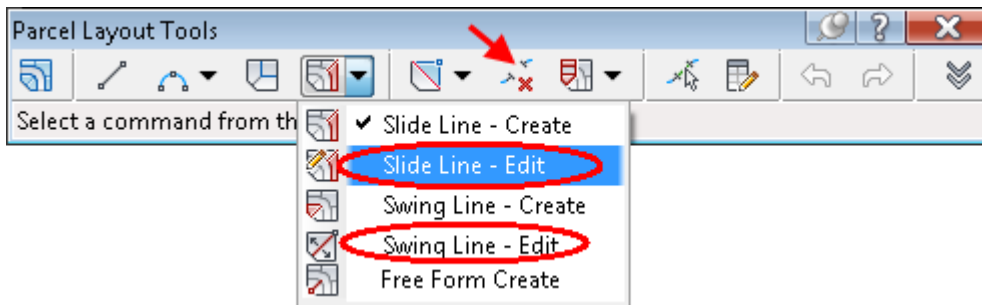 Parcel Layout Tools
Select a command from th
Slide Line - Create
Slide Line - Edit
Swing Line - Create
Swing Line - Edit
Free Form Create